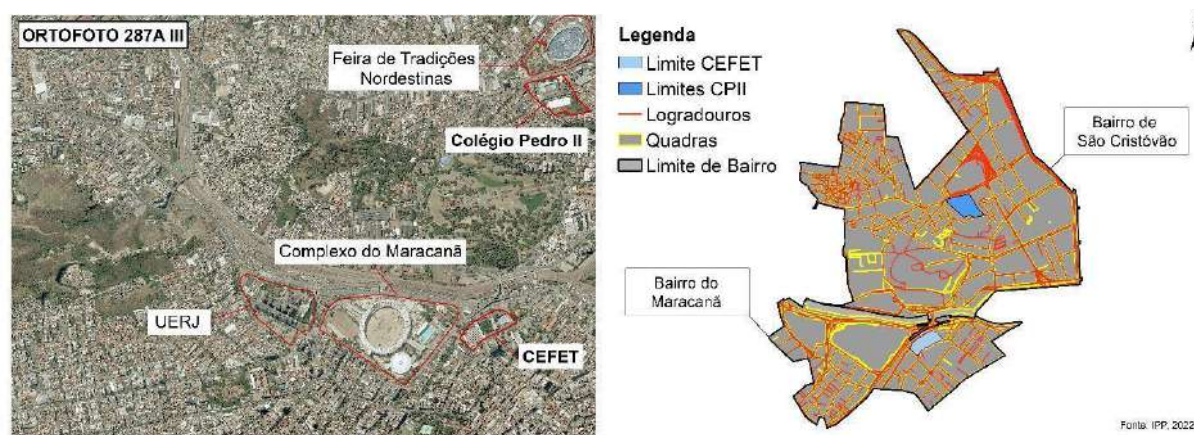 ORTOFOTO 287A III
Feira de Tradições
Nordestinas
Colégio Pedro II
Complexo do Maracanã
UERJ
CEFET
Legenda
Limite CEFET
Limites CPII
Logradouros
Quadras
Limite de Bairro
Bairro de
São Cristóvão
Bairro do
Maracanã
Fonte: IPP, 2022